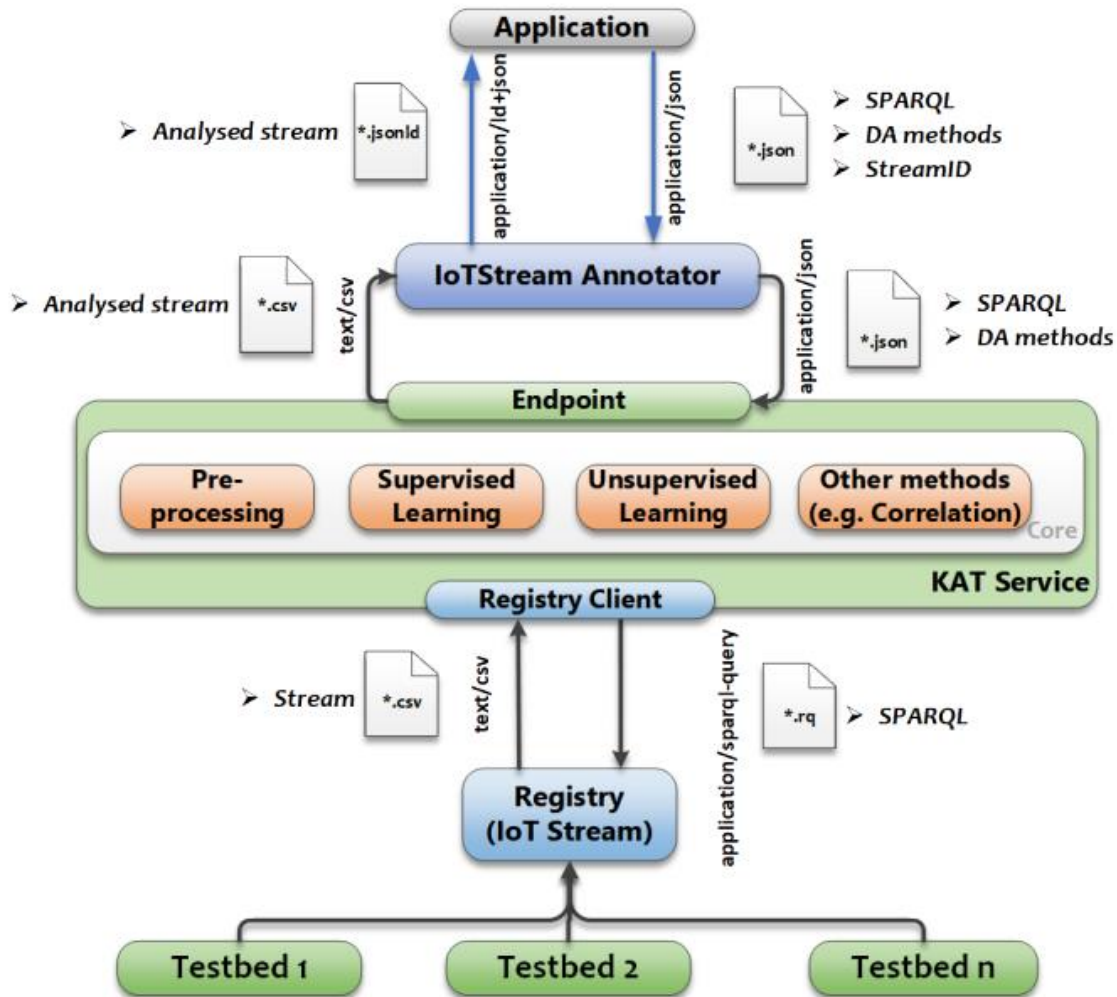 Application
application/ld+json
application/json
➢ Analysed stream
*.jsonld
*.json
➢ SPARQL
➢ DA methods
➢ StreamID
IoTStream Annotator
➢ Analysed stream
*.csv
text/csv
application/json
*.json
➢ SPARQL
➢ DA methods
Endpoint
Pre-
processing
Supervised
Learning
Unsupervised
Learning
Other methods
(e.g. Correlation)
Core
KAT Service
Registry Client
➢ Stream
*.csv
text/csv
application/sparql-query
*.rq
➢ SPARQL
Registry
(IoT Stream)
Testbed 1
Testbed 2
Testbed n